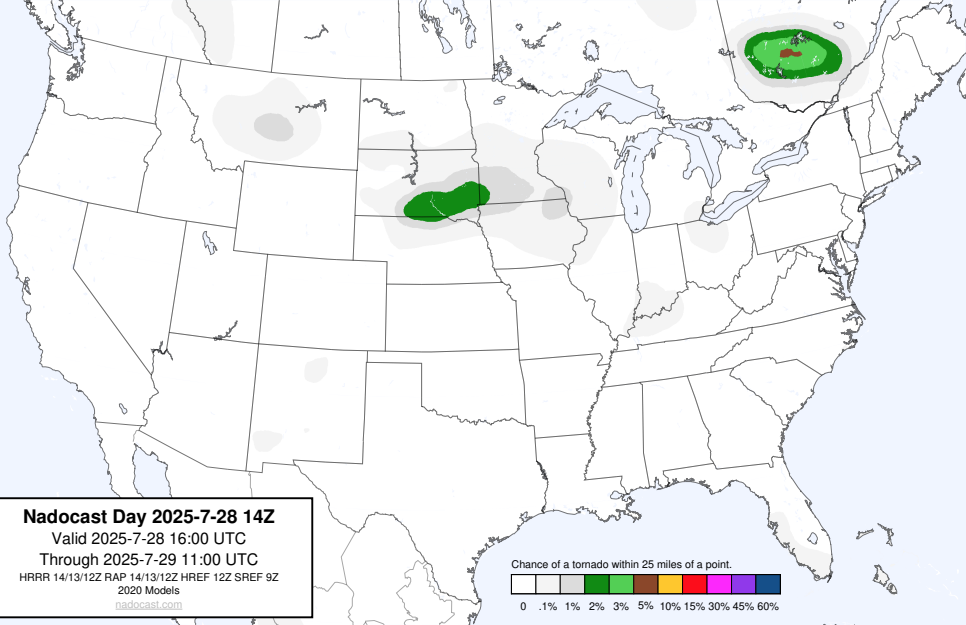 Nadocast Day 2025-7-28 14Z
Valid 2025-7-28 16:00 UTC
Through 2025-7-29 11:00 UTC
HRRR 14/13/12Z RAP 14/13/12Z HREF 12Z SREF 9Z
2020 Models
nadocast.com
Chance of a tornado within 25 miles of a point.
0 .1% 1% 2% 3% 5% 10% 15% 30% 45% 60%